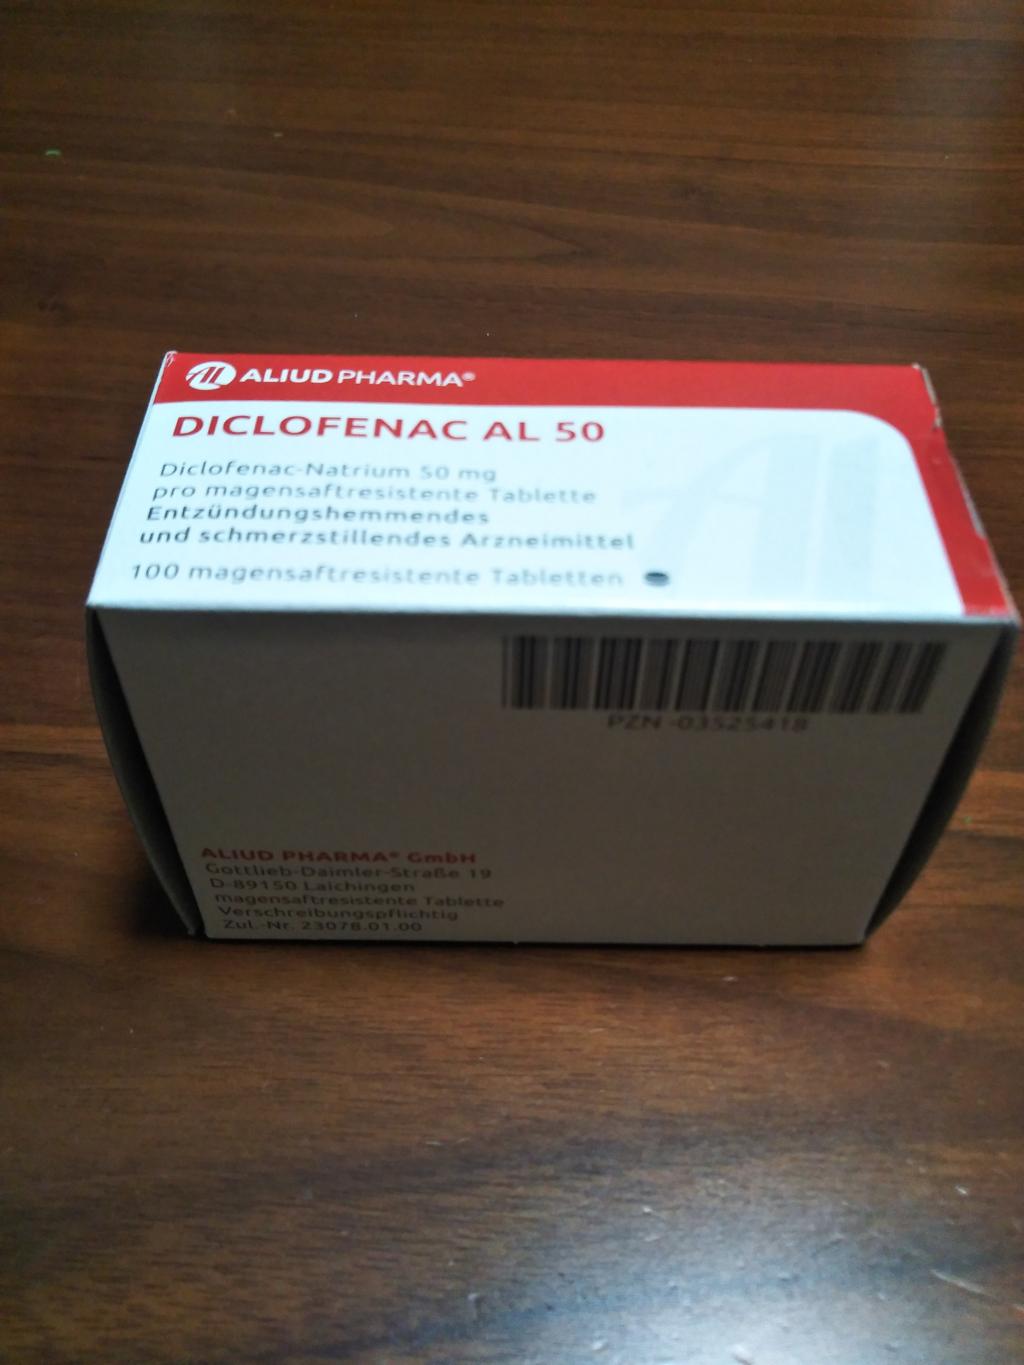 ALIUD PHARMA®
DICLOFENAC AL 50
Diclofenac-Natrium 50 mg
pro magensaftresistente Tablette
Entzündungshemmendes
und schmerzstillendes Arzneimittel
100 magensaftresistente Tabletten
PZN -03525418
ALIUD PHARMA® GmbH
Gottlieb-Daimler-Straße 19
D-89150 Laichingen
magensaftresistente Tablette
Verschreibungspflichtig
Zul.-Nr. 23078.01.00